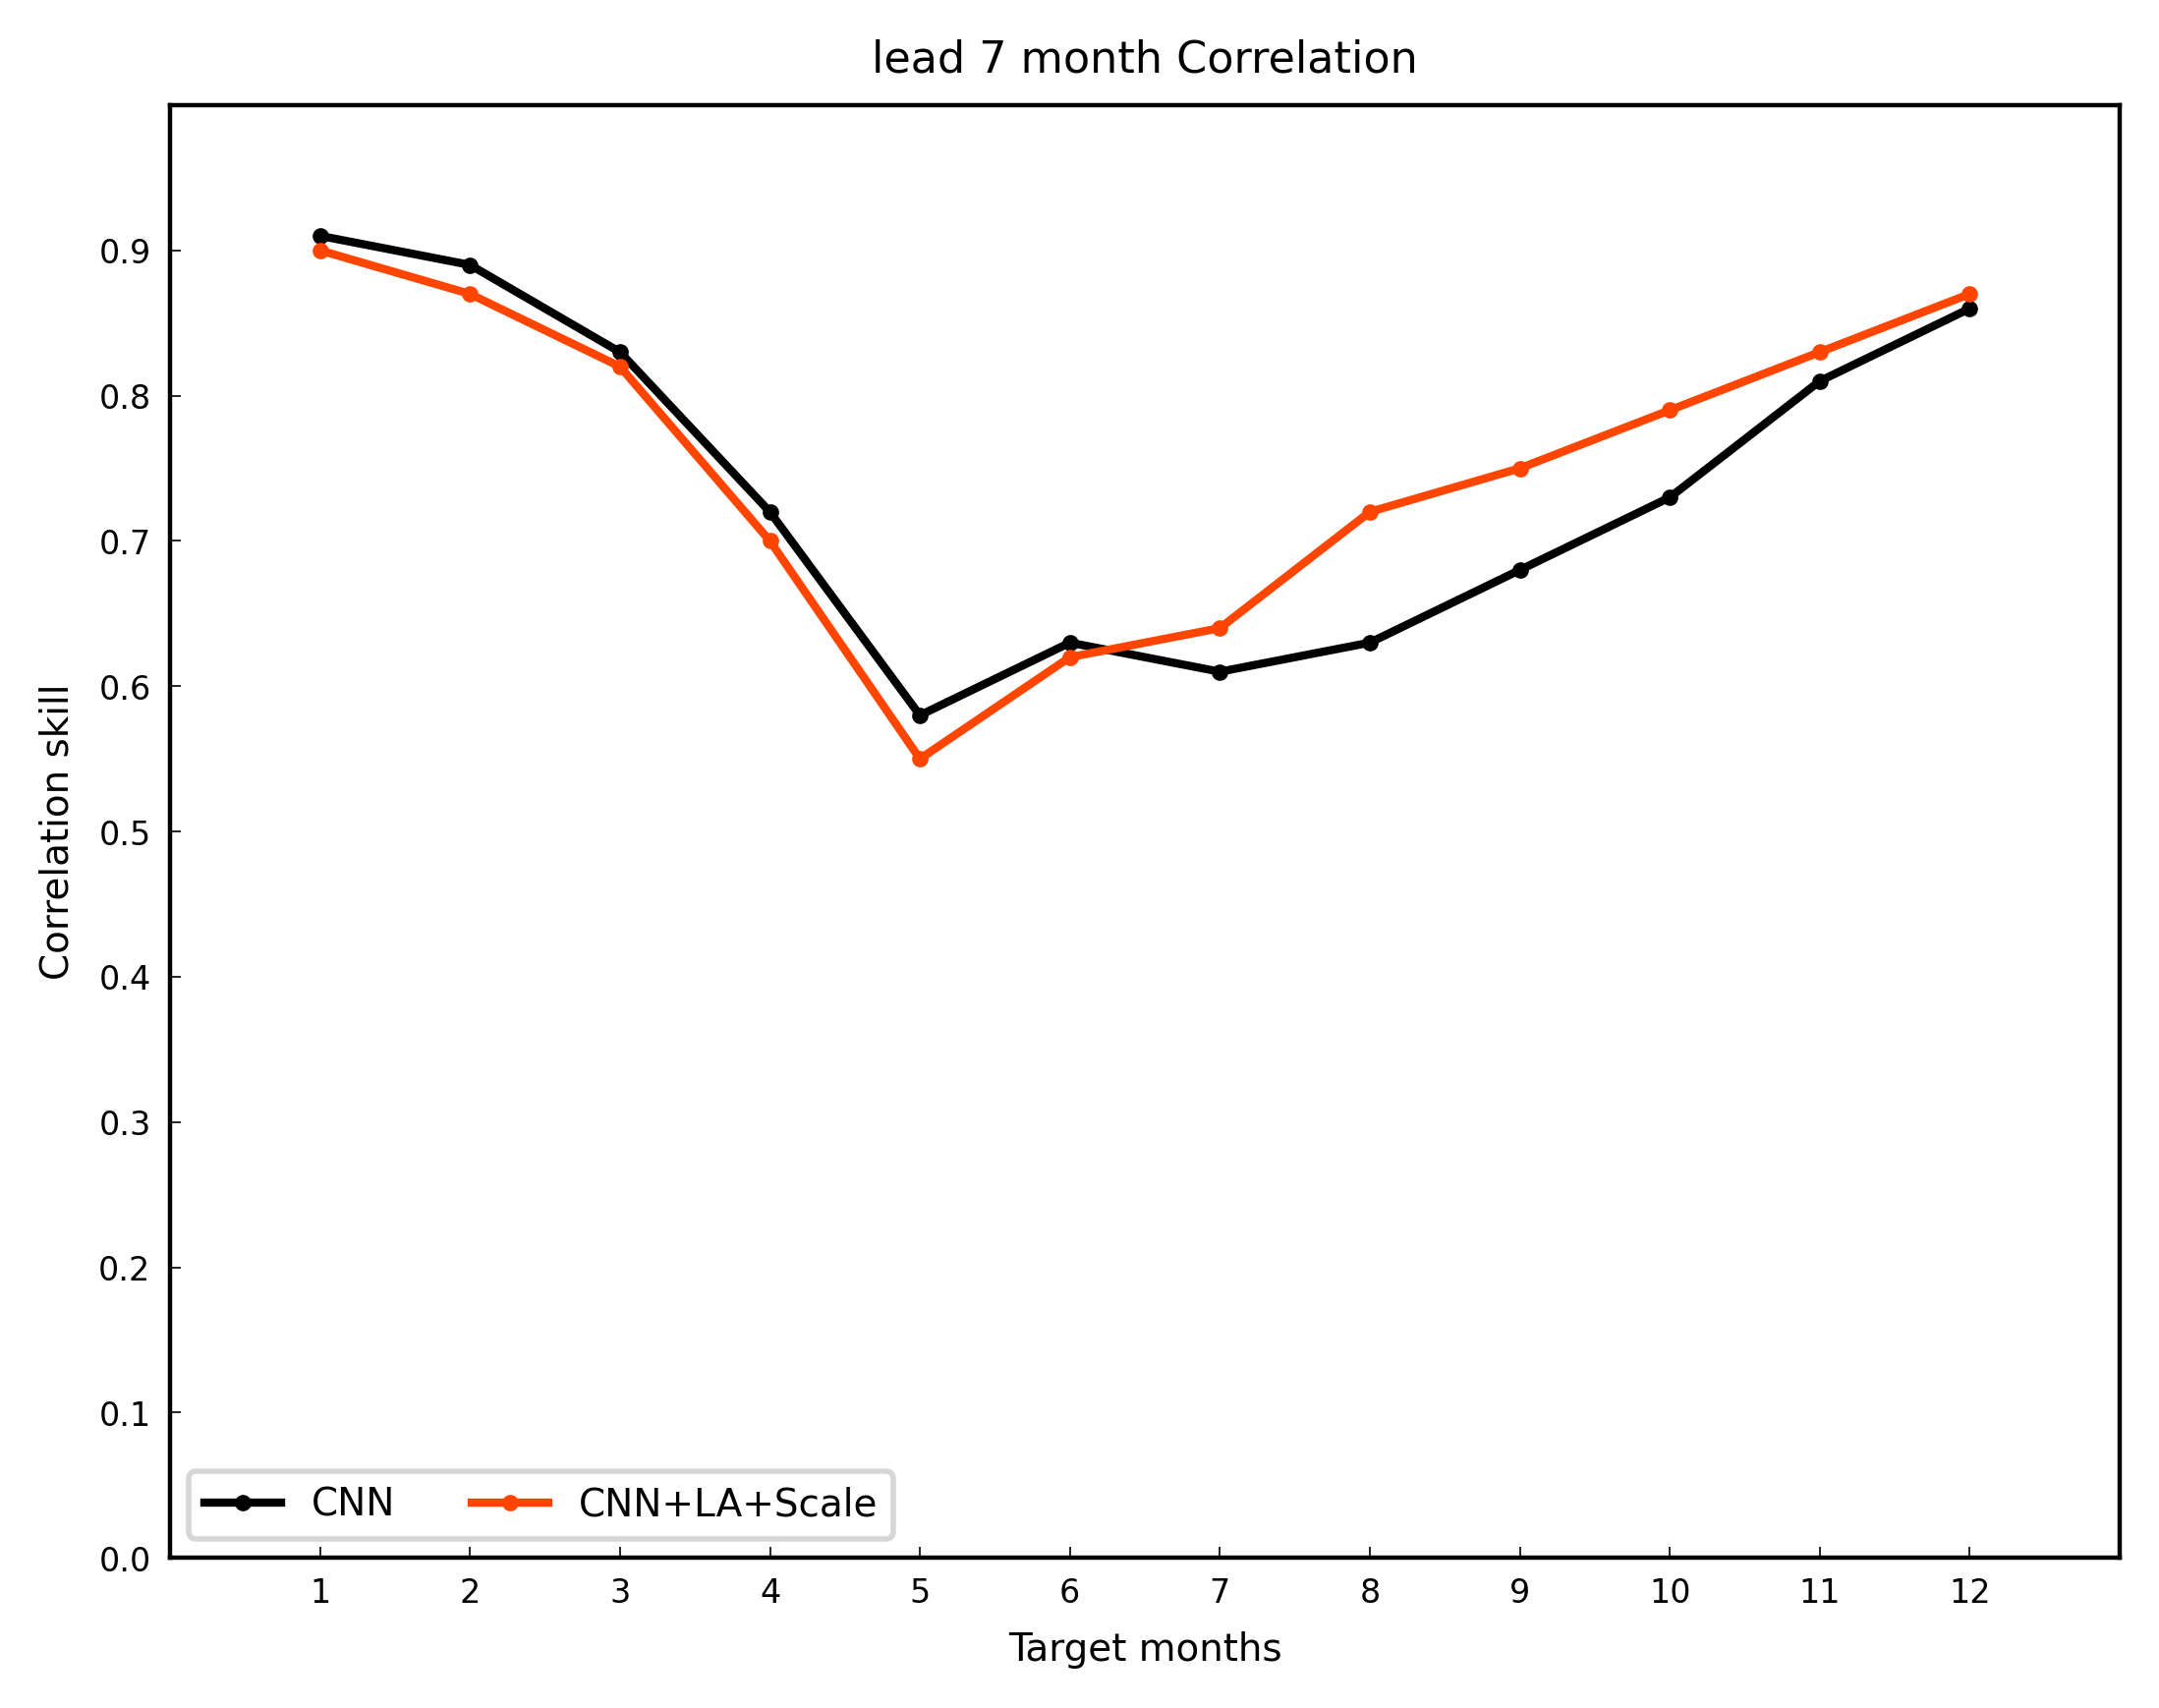 lead 7 month Correlation
0.9
0.8
0.7
0.6
0.5
0.4
0.3
0.2
0.1
0.0
Correlation skill
CNN
CNN+LA+Scale
1 2 3 4 5 6 7 8 9 10 11 12
Target months